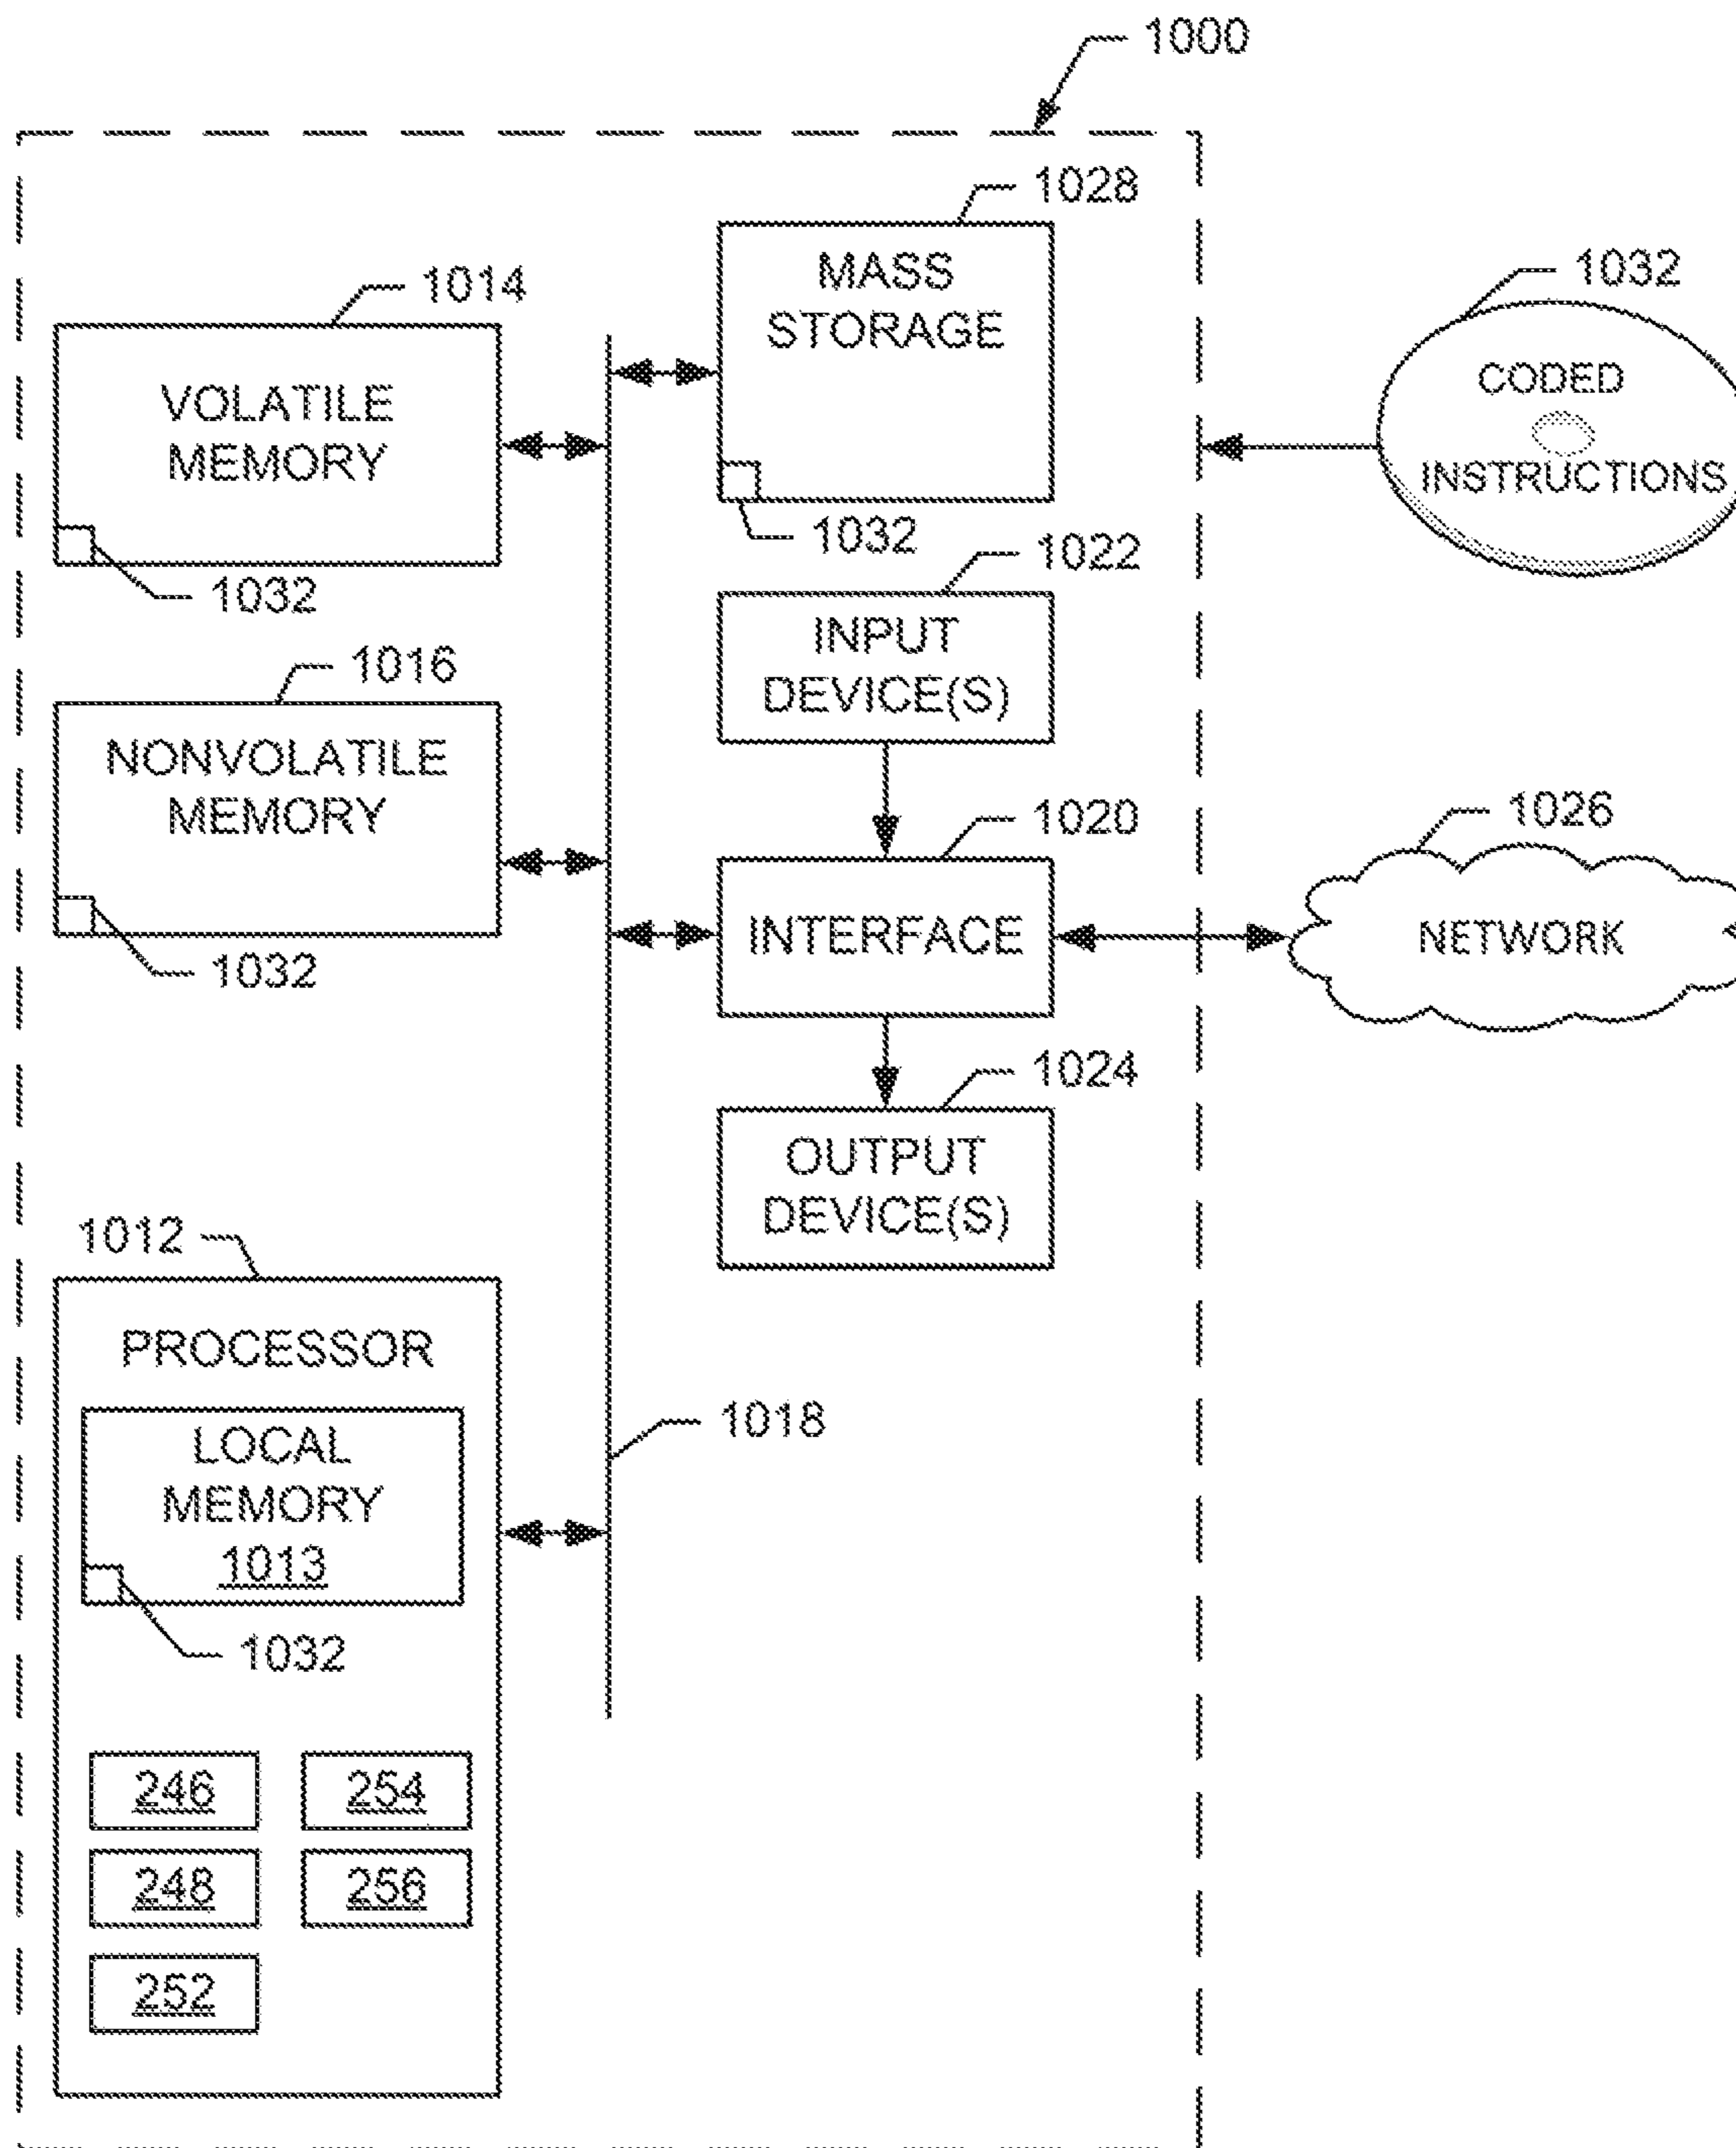 1000
1028
MASS
STORAGE
1032
1014
VOLATILE
MEMORY
1032
1032
CODED
INSTRUCTIONS
1022
INPUT
DEVICE(S)
1016
NONVOLATILE
MEMORY
1032
1020
INTERFACE
1026
NETWORK
1024
OUTPUT
DEVICE(S)
1012
PROCESSOR
LOCAL
MEMORY
1013
1032
1018
246
254
248
256
252